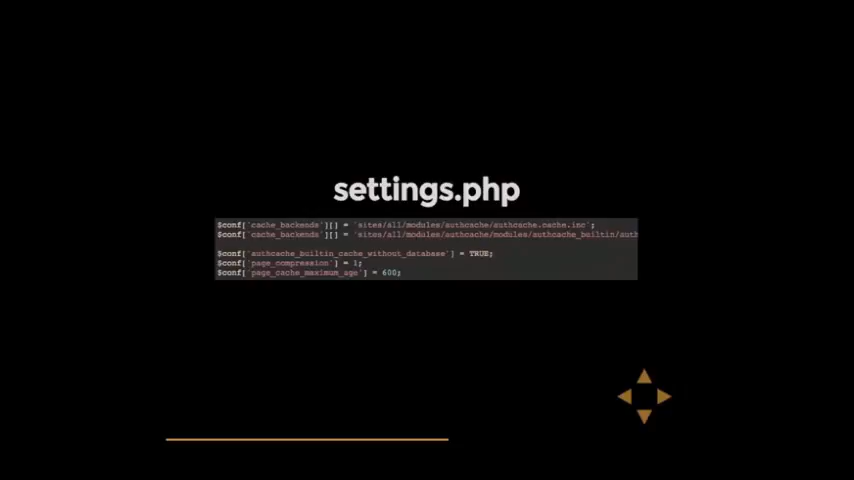 settings.php
$conf['cache_backends'][] = 'sites/all/modules/authcache/authcache.cache.inc';
$conf['cache_backends'][] = 'sites/all/modules/authcache/modules/authcache_builtin/auth
$conf['authcache_builtin_cache_without_database'] = TRUE;
$conf['page_compression'] = 1;
$conf['page_cache_maximum_age'] = 600;